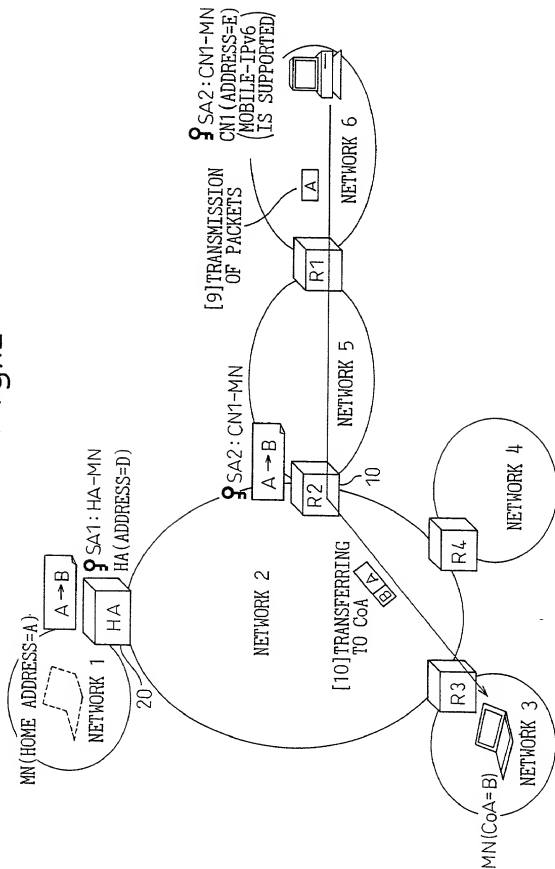 MN(HOME ADDRESS=A)
A→B
SA1:HA-MN
HA(ADDRESS=D)
HA
20
NETWORK 1
NETWORK 2
SA2:CN1-MN
A→B
R2
10
[9]TRANSMISSION
OF PACKETS
A
SA2:CN1-MN
CN1(ADDRESS=E)
(MOBILE-IPv6
IS SUPPORTED)
R1
NETWORK 5
NETWORK 6
[10]TRANSFERRING
TO CoA
B A
R3
R4
NETWORK 4
NETWORK 3
MN(CoA=B)